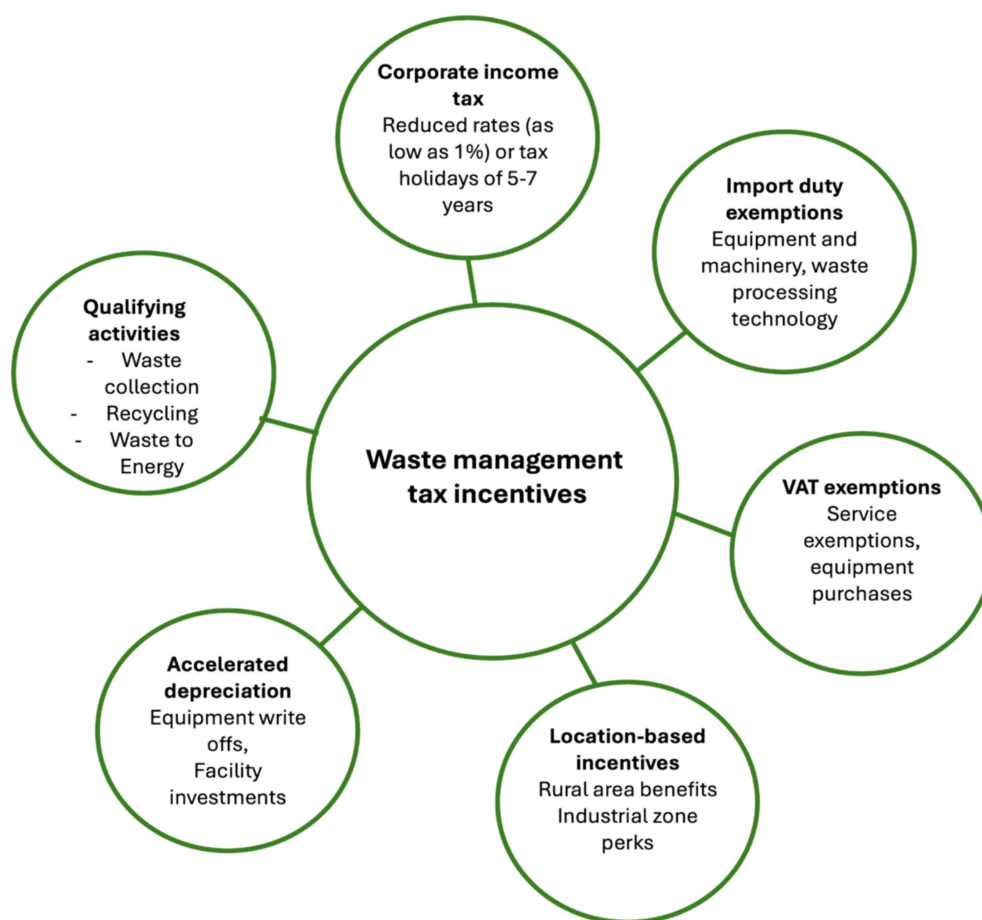 Corporate income
tax
Reduced rates (as
low as 1%) or tax
holidays of 5-7
years
Import duty
exemptions
Equipment and
machinery, waste
processing
technology
Qualifying
activities
- Waste
collection
- Recycling
- Waste to
Energy
Waste management
tax incentives
VAT exemptions
Service
exemptions,
equipment
purchases
Accelerated
depreciation
Equipment write
offs,
Facility
investments
Location-based
incentives
Rural area benefits
Industrial zone
perks